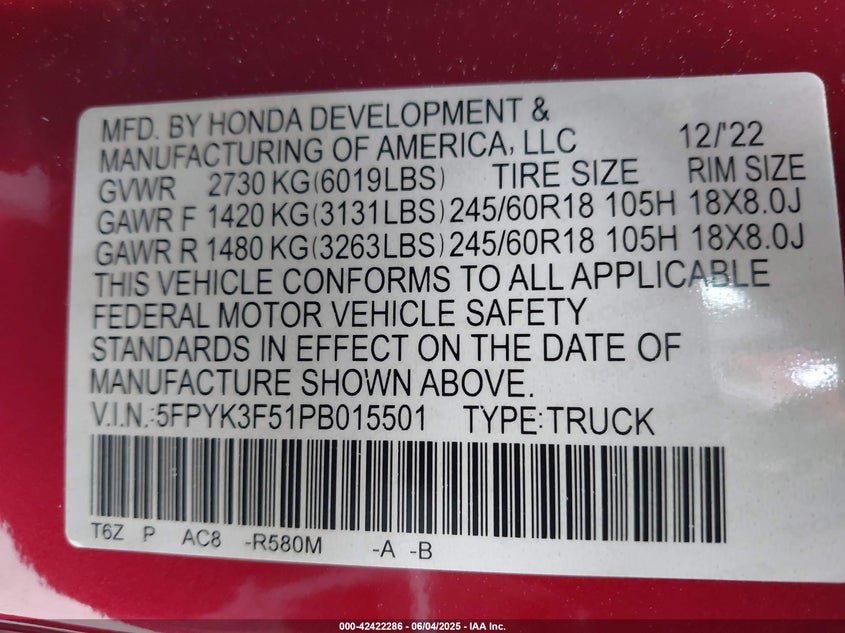 MFD. BY HONDA DEVELOPMENT &
MANUFACTURING OF AMERICA, LLC 12/'22
GVWR 2730 KG(6019LBS) TIRE SIZE RIM SIZE
GAWR F 1420 KG(3131LBS) 245/60R18 105H 18X8.0J
GAWR R 1480 KG(3263LBS) 245/60R18 105H 18X8.0J
THIS VEHICLE CONFORMS TO ALL APPLICABLE
FEDERAL MOTOR VEHICLE SAFETY
STANDARDS IN EFFECT ON THE DATE OF
MANUFACTURE SHOWN ABOVE.
V.I.N.:5FPYK3F51PB015501 TYPE:TRUCK
T6Z P AC8 -R580M -A -B
000-42422286 - 06/04/2025 - IAA Inc.